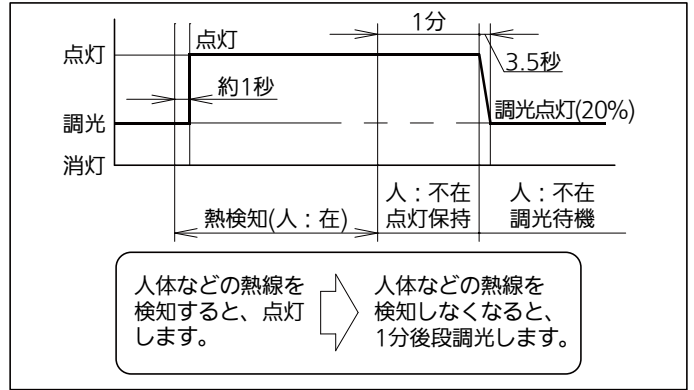 1分
点灯
点灯
3.5秒
約1秒
調光点灯(20%)
調光
消灯
人：不在
点灯保持
人：不在
調光待機
熱検知(人：在)
人体などの熱線を
検知すると、点灯
します。
人体などの熱線を
検知しなくなると、
1分後段調光します。